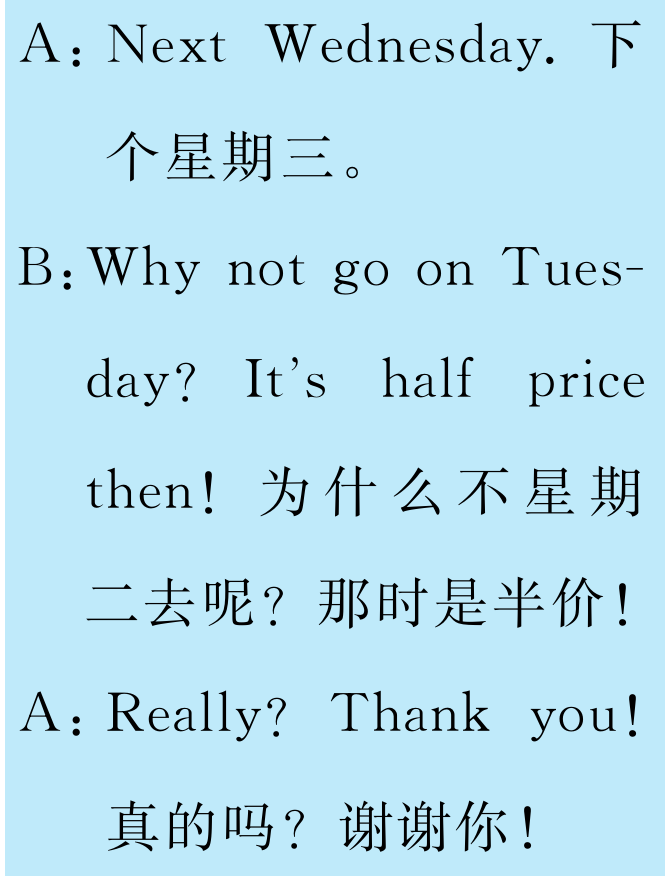 A：Next Wednesday. 下
个星期三。
B：Why not go on Tues-
day? It's half price
then! 为什么不星期
二去呢？那时是半价！
A：Really? Thank you!
真的吗？谢谢你！